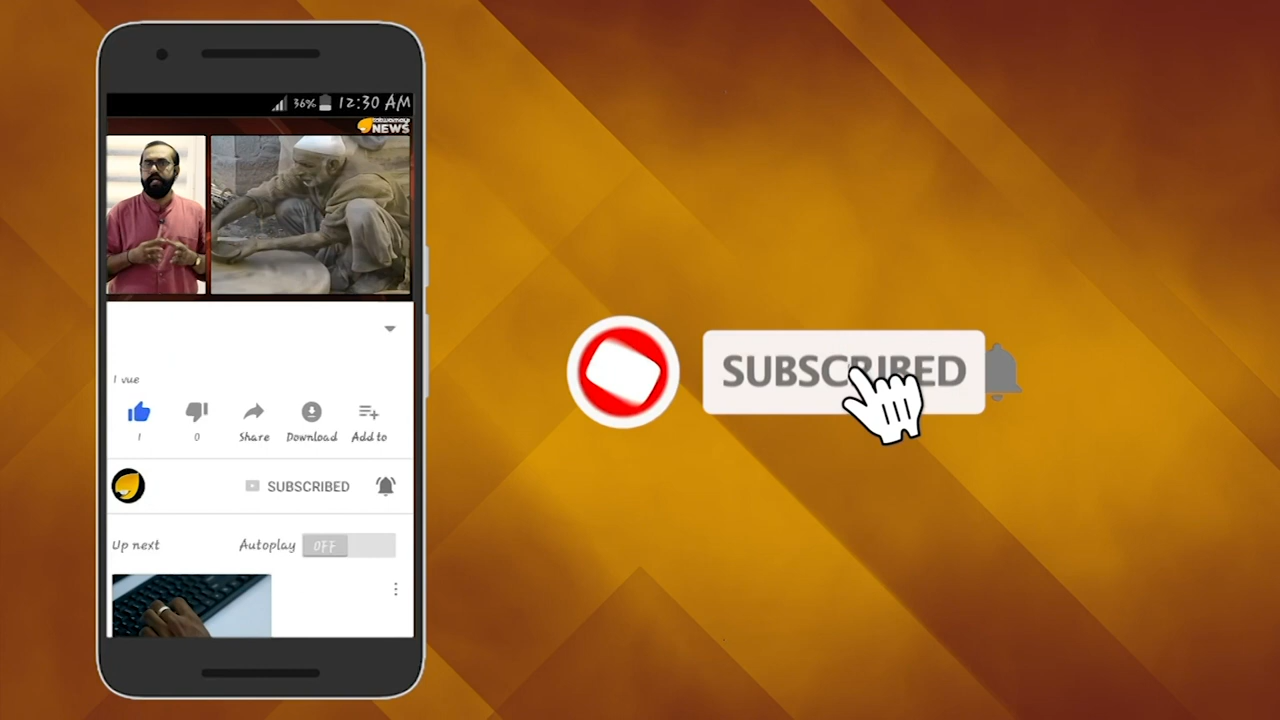 36% 12:30 AM
tatwamayi
NEWS
1 vue
1 0 Share Download Add to
SUBSCRIBED
Up next Autoplay OFF
SUBSCRIBED